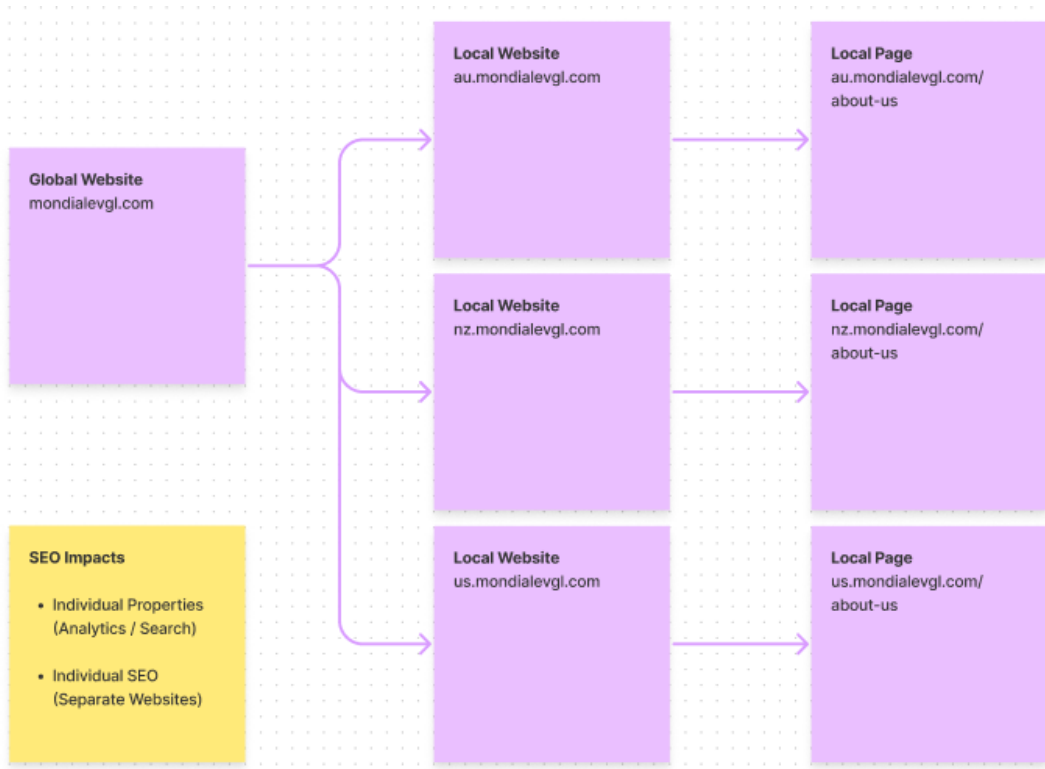 Global Website
mondialevgl.com
Local Website
au.mondialevgl.com
Local Page
au.mondialevgl.com/
about-us
Local Website
nz.mondialevgl.com
Local Page
nz.mondialevgl.com/
about-us
SEO Impacts
• Individual Properties
(Analytics / Search)
• Individual SEO
(Separate Websites)
Local Website
us.mondialevgl.com
Local Page
us.mondialevgl.com/
about-us